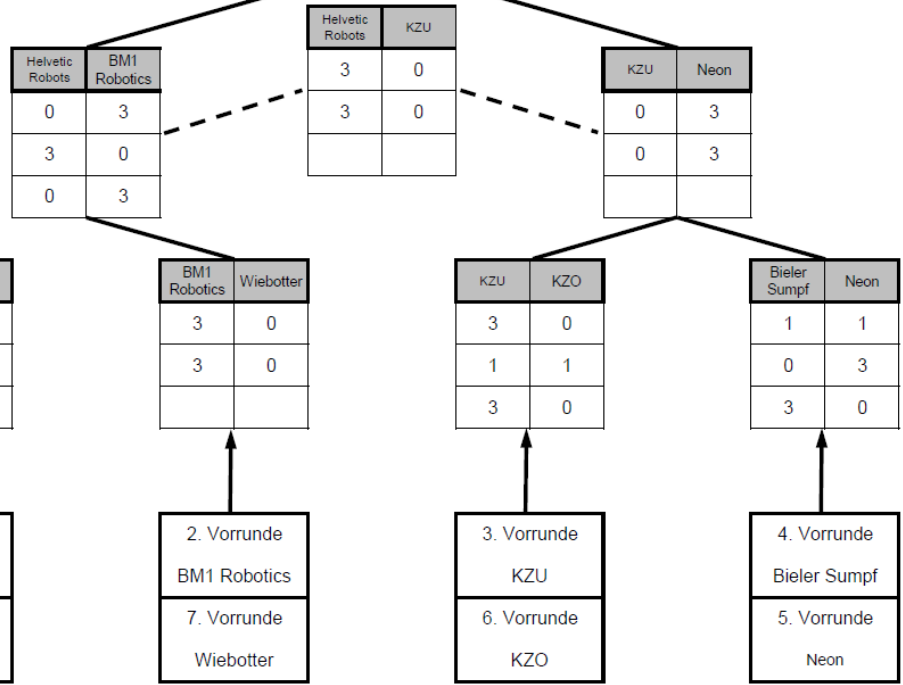 Helvetic Robots KZU
3 0
3 0
Helvetic Robots BM1 Robotics
0 3
3 0
0 3
KZU Neon
0 3
0 3
BM1 Robotics Wiebotter
3 0
3 0
KZU KZO
3 0
1 1
3 0
Bieler Sumpf Neon
1 1
0 3
3 0
2. Vorrunde
BM1 Robotics
7. Vorrunde
Wiebotter
3. Vorrunde
KZU
6. Vorrunde
KZO
4. Vorrunde
Bieler Sumpf
5. Vorrunde
Neon